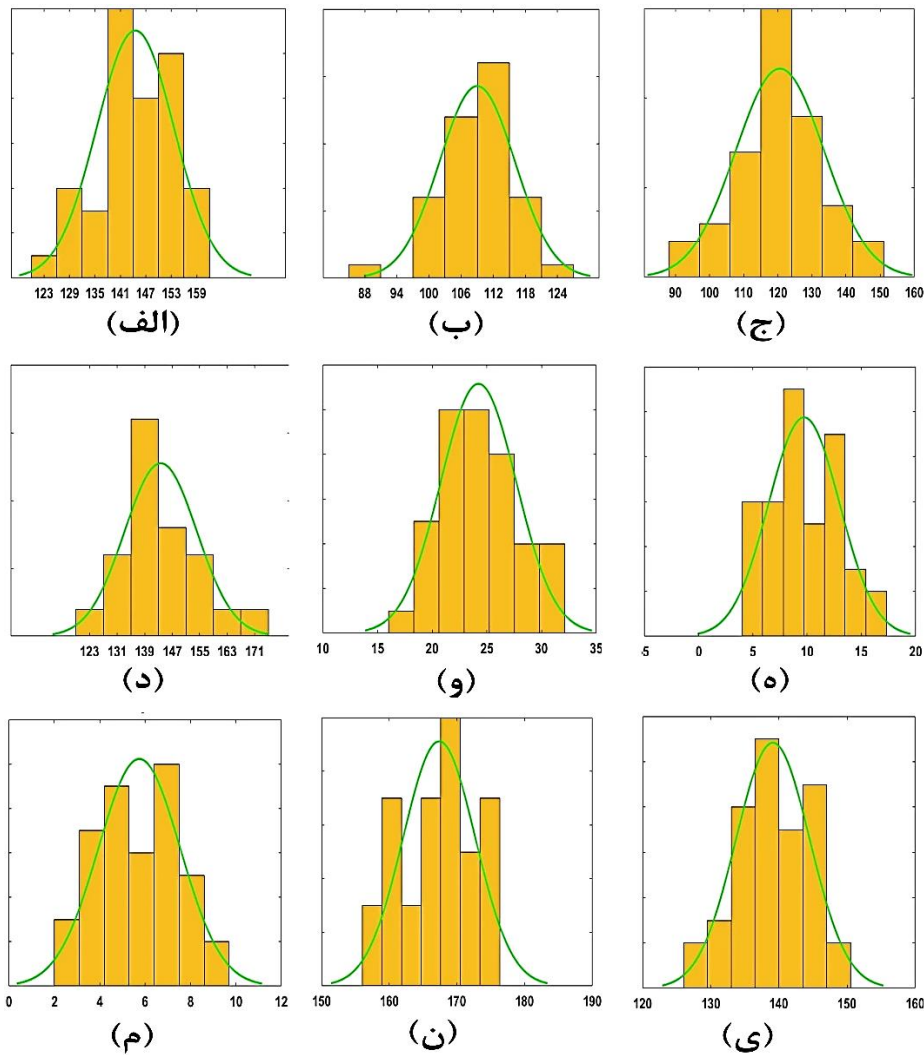 123 129 135 141 147 153 159
88 94 100 106 112 118 124
90 100 110 120 130 140 150 160
(الف)
(ب)
(ج)
123 131 139 147 155 163 171
10 15 20 25 30 35
-5 0 5 10 15 20
(د)
(و)
(ه)
0 2 4 6 8 10 12
150 160 170 180 190
120 130 140 150 160
(م)
(ن)
(ی)